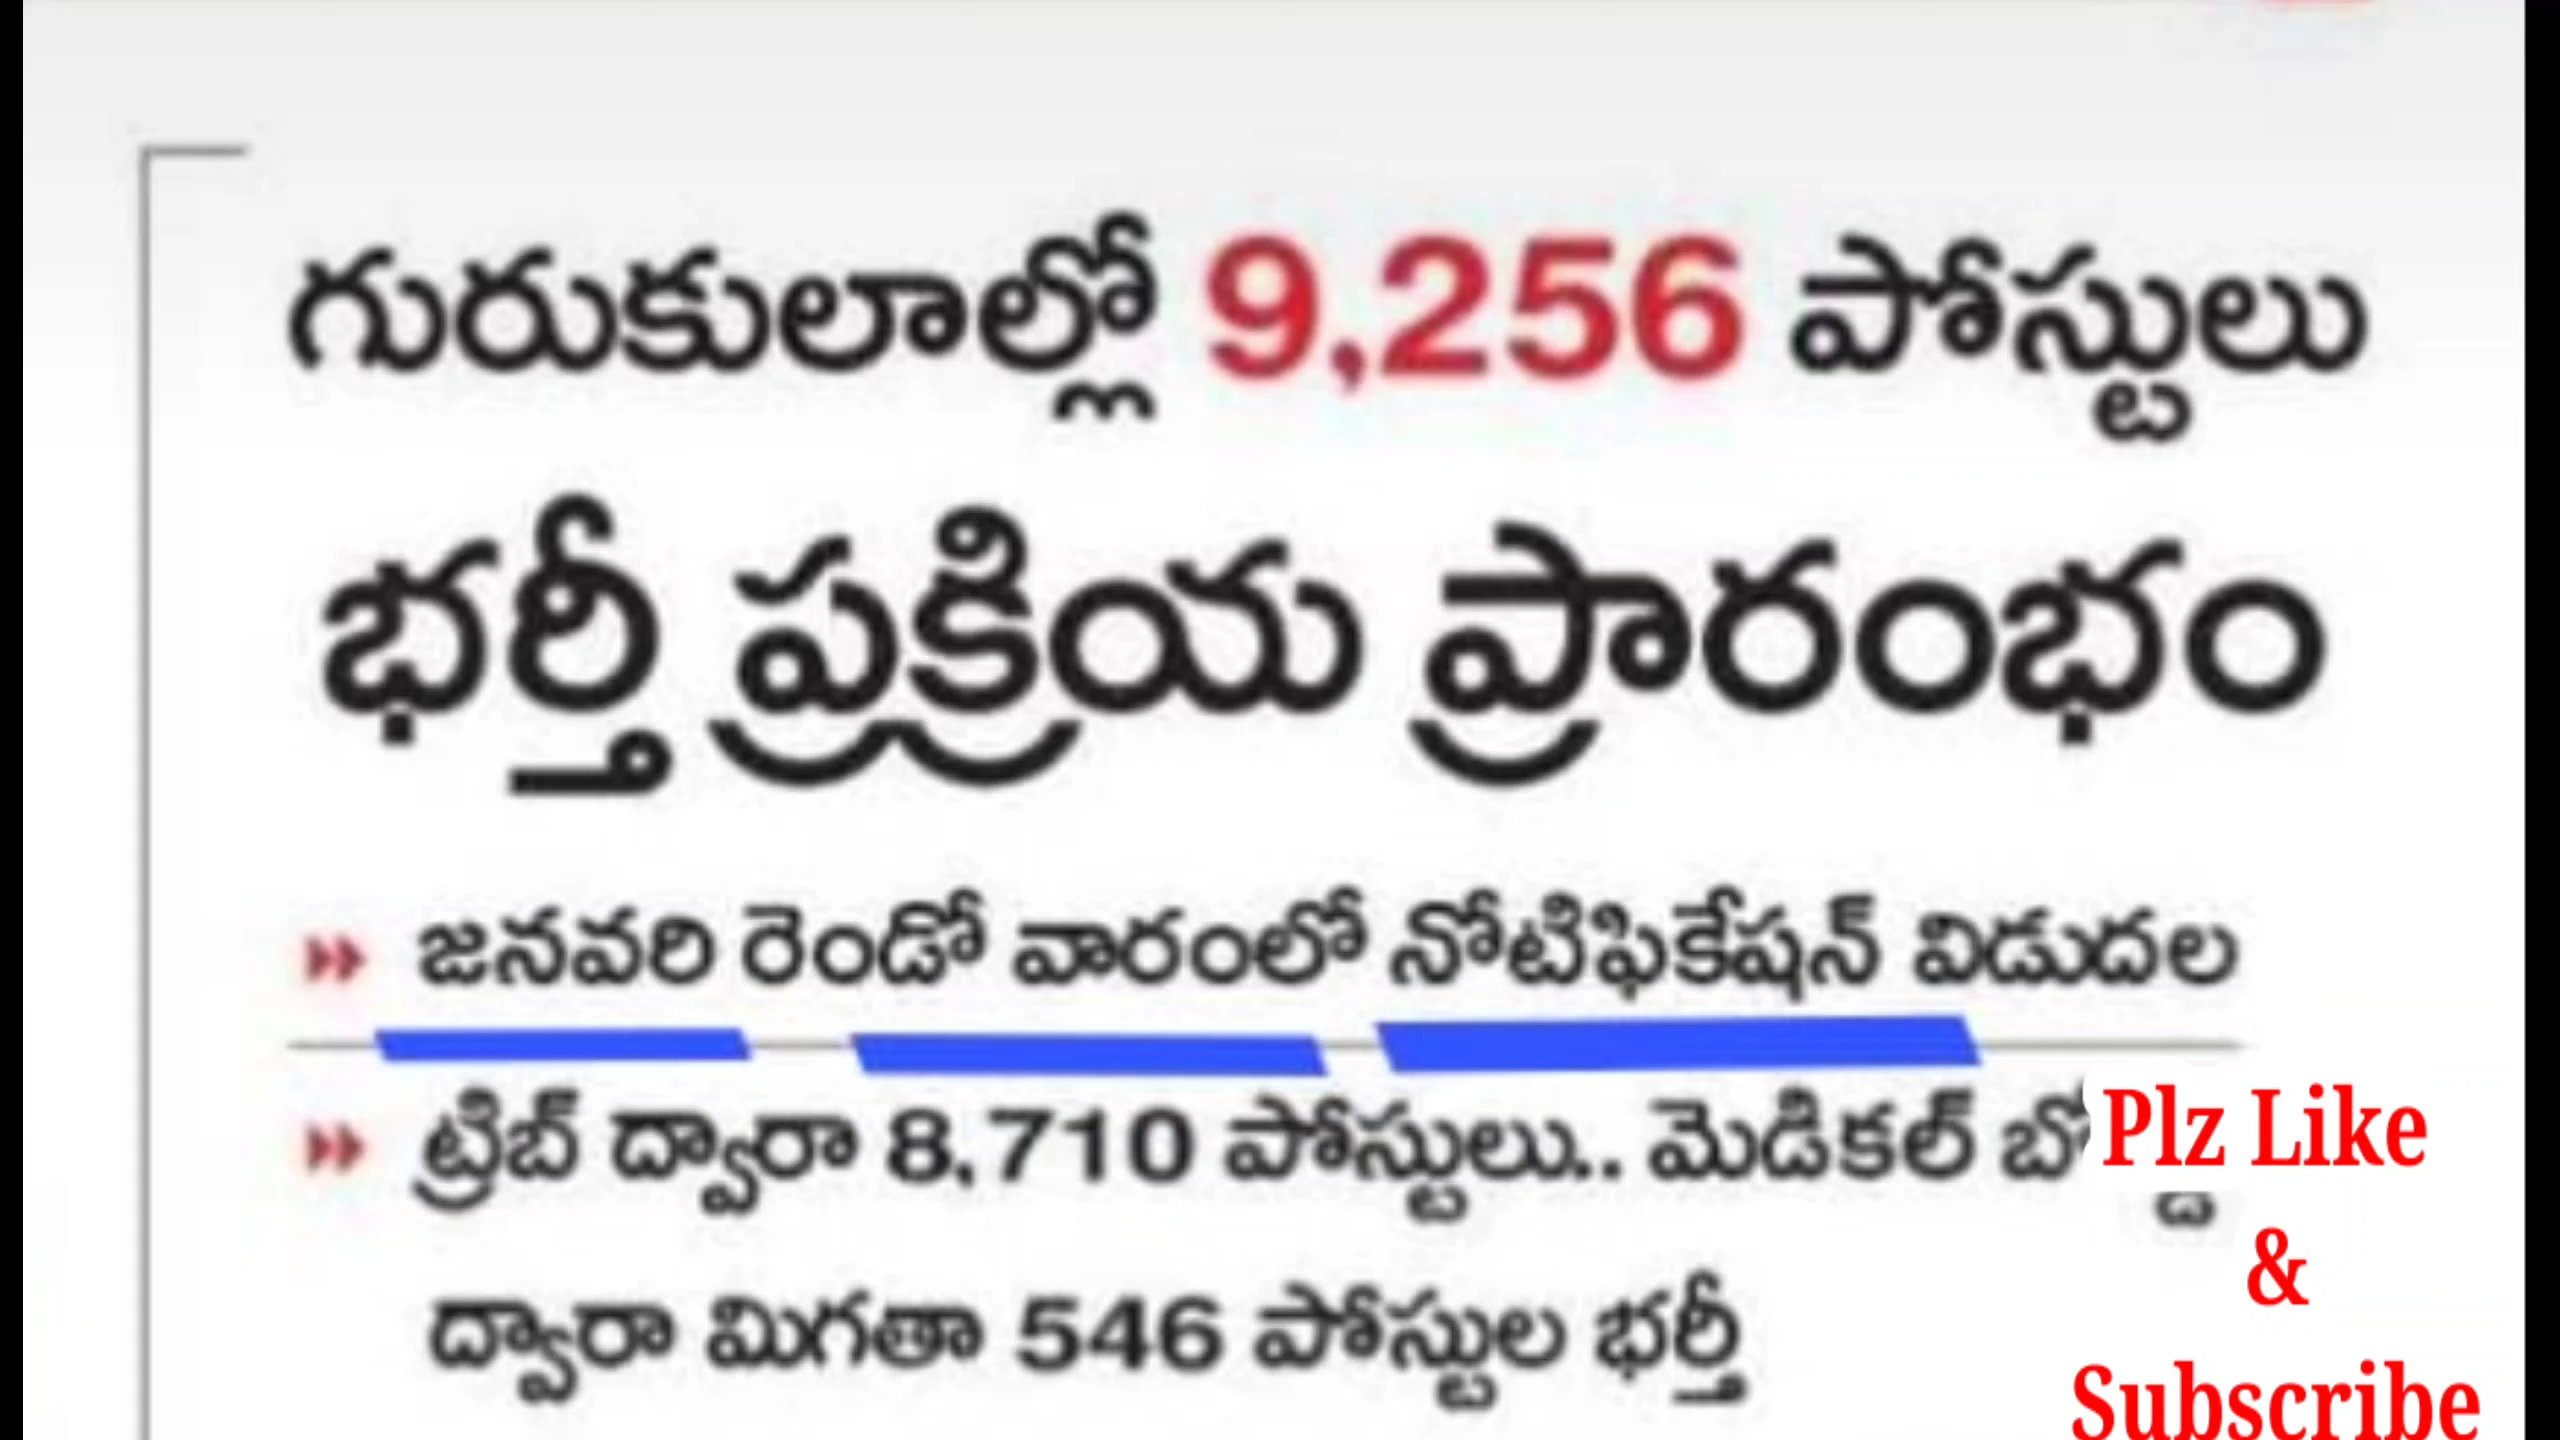 గురుకులాల్లో 9,256 పోస్టులు
భర్తీ ప్రక్రియ ప్రారంభం
జనవరి రెండో వారంలో నోటిఫికేషన్ విడుదల
ట్రిబ్ ద్వారా 8,710 పోస్టులు.. మెడికల్
ద్వారా మిగతా 546 పోస్టుల భర్తీ
Plz Like
&
Subscribe